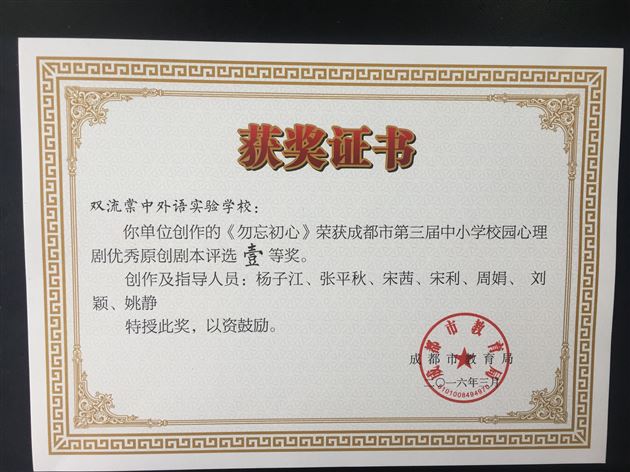 获奖证书
双流棠中外语实验学校：
你单位创作的《勿忘初心》荣获成都市第三届中小学校园心理
剧优秀原创剧本评选 壹 等奖。
创作及指导人员：杨子江、张平秋、宋茜、宋利、周娟、 刘
颖、姚静
特授此奖，以资鼓励。
成都市教育局
成都市教育局
二〇一六年三月
5101008494970